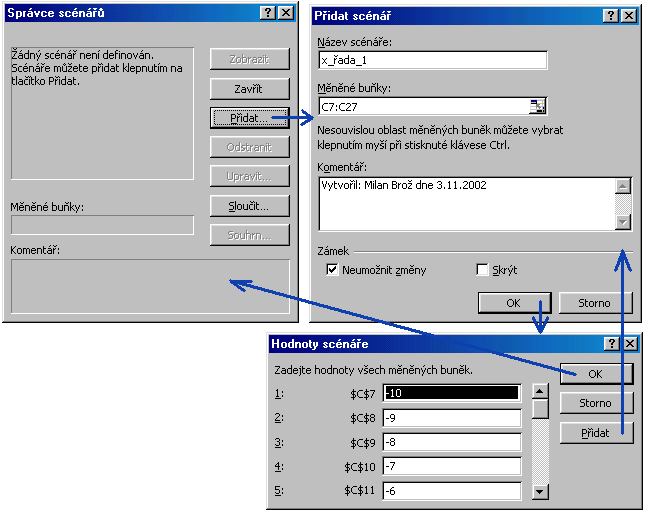 Správce scénářů
Žádný scénář není definován.
Scénáře můžete přidat klepnutím na
tlačítko Přidat.
Zobrazit
Zavřít
Přidat...
Odstranit
Upravit...
Sloučit...
Souhrn...
Měněné buňky:
Komentář:
Přidat scénář
Název scénáře:
x_řada_1
Měněné buňky:
C7:C27
Nesouvislou oblast měněných buněk můžete vybrat
klepnutím myší při stisknuté klávese Ctrl.
Komentář:
Vytvořil: Milan Brož dne 3.11.2002
Zámek
Neumožnit změny
Skrýt
OK
Storno
Hodnoty scénáře
Zadejte hodnoty všech měněných buněk.
1: $C$7 -10
2: $C$8 -9
3: $C$9 -8
4: $C$10 -7
5: $C$11 -6
OK
Storno
Přidat